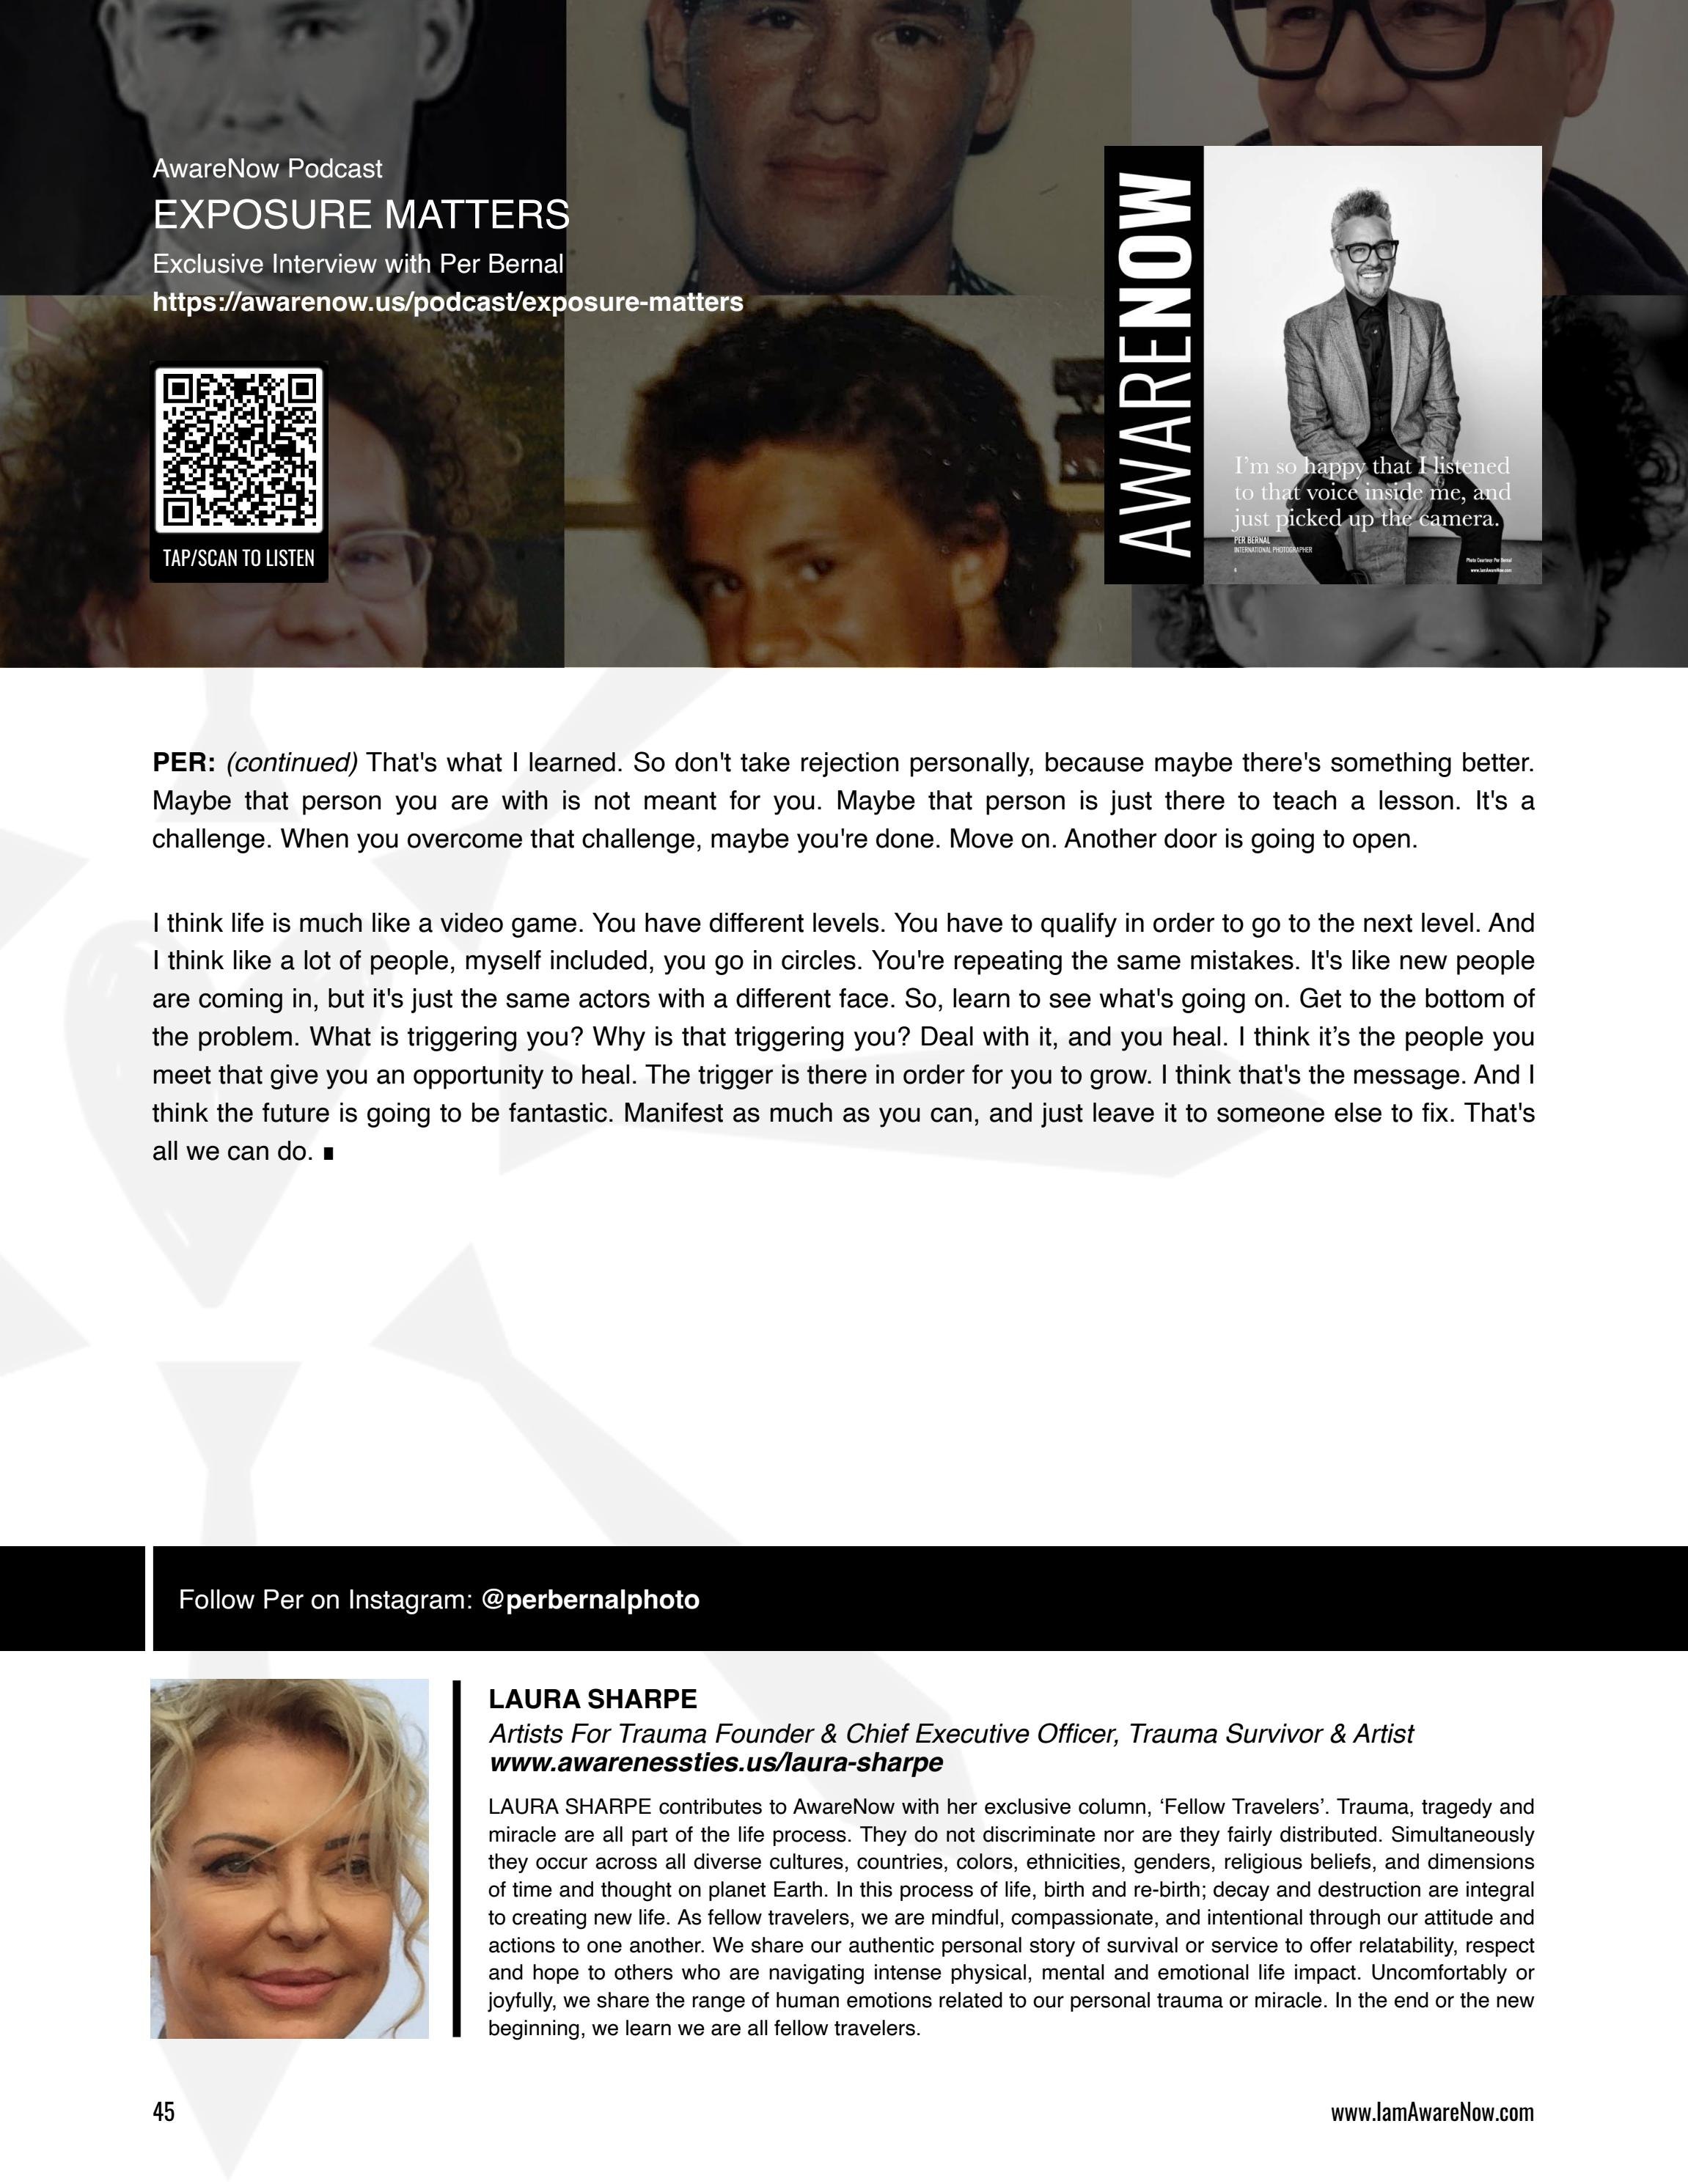 AwareNow Podcast
EXPOSURE MATTERS
Exclusive Interview with Per Bernal
https://awarenow.us/podcast/exposure-matters
TAP/SCAN TO LISTEN
AWARENOW
I'm so happy that I listened
to that voice inside me, and
just picked up the camera.
PER BERNAL
INTERNATIONAL PHOTOGRAPHER
Photo Courtesy: Per Bernal
www.IamAwareNow.com
PER: (continued) That's what I learned. So don't take rejection personally, because maybe there's something better.
Maybe that person you are with is not meant for you. Maybe that person is just there to teach a lesson. It's a
challenge. When you overcome that challenge, maybe you're done. Move on. Another door is going to open.
I think life is much like a video game. You have different levels. You have to qualify in order to go to the next level. And
I think like a lot of people, myself included, you go in circles. You're repeating the same mistakes. It's like new people
are coming in, but it's just the same actors with a different face. So, learn to see what's going on. Get to the bottom of
the problem. What is triggering you? Why is that triggering you? Deal with it, and you heal. I think it’s the people you
meet that give you an opportunity to heal. The trigger is there in order for you to grow. I think that's the message. And I
think the future is going to be fantastic. Manifest as much as you can, and just leave it to someone else to fix. That's
all we can do. ∎
Follow Per on Instagram: @perbernalphoto
LAURA SHARPE
Artists For Trauma Founder & Chief Executive Officer, Trauma Survivor & Artist
www.awarenessties.us/laura-sharpe
LAURA SHARPE contributes to AwareNow with her exclusive column, ‘Fellow Travelers’. Trauma, tragedy and
miracle are all part of the life process. They do not discriminate nor are they fairly distributed. Simultaneously
they occur across all diverse cultures, countries, colors, ethnicities, genders, religious beliefs, and dimensions
of time and thought on planet Earth. In this process of life, birth and re-birth; decay and destruction are integral
to creating new life. As fellow travelers, we are mindful, compassionate, and intentional through our attitude and
actions to one another. We share our authentic personal story of survival or service to offer relatability, respect
and hope to others who are navigating intense physical, mental and emotional life impact. Uncomfortably or
joyfully, we share the range of human emotions related to our personal trauma or miracle. In the end or the new
beginning, we learn we are all fellow travelers.
45
www.IamAwareNow.com